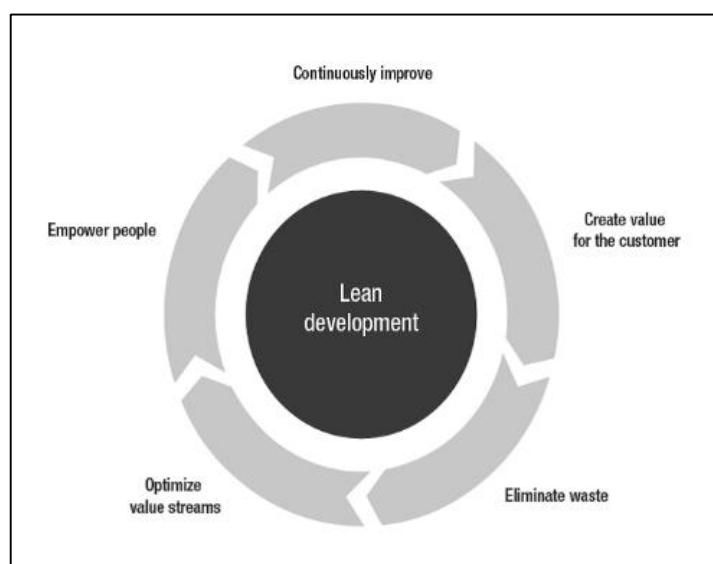 Continuously improve
Create value
for the customer
Empower people
Lean
development
Optimize
value streams
Eliminate waste